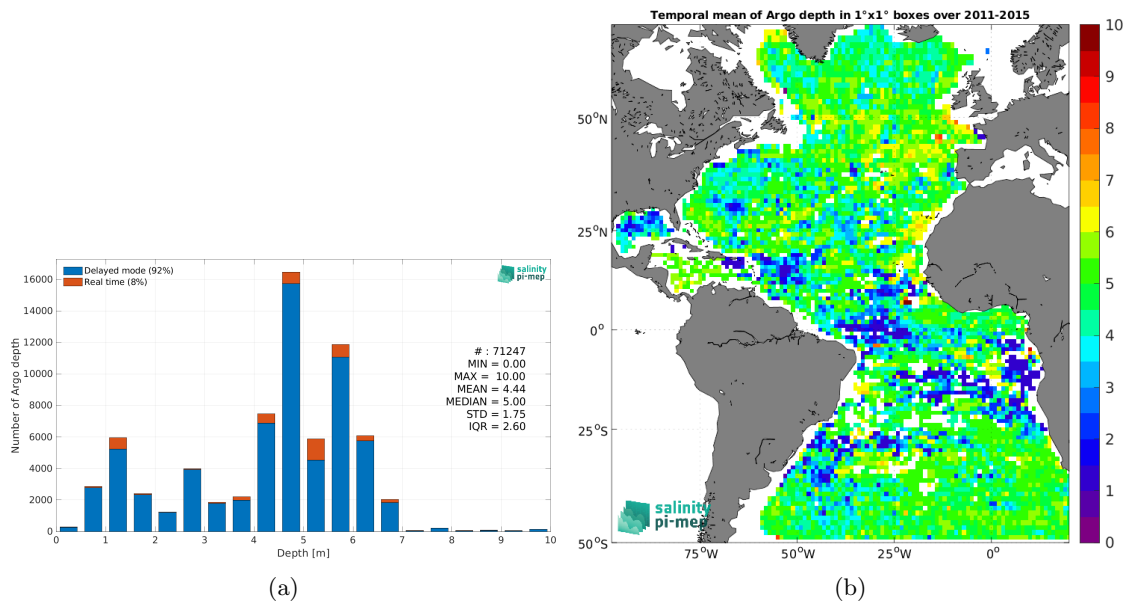 Delayed mode (92%)
Real time (8%)
salinity
pi-mep
# : 71247
MIN = 0.00
MAX = 10.00
MEAN = 4.44
MEDIAN = 5.00
STD = 1.75
IQR = 2.60
Number of Argo depth
16000
14000
12000
10000
8000
6000
4000
2000
0
0 1 2 3 4 5 6 7 8 9 10
Depth [m]
(a)
Temporal mean of Argo depth in 1°x1° boxes over 2011-2015
50°N
25°N
0°
25°S
50°S
75°W 50°W 25°W 0°
salinity
pi-mep
10
9
8
7
6
5
4
3
2
1
0
(b)